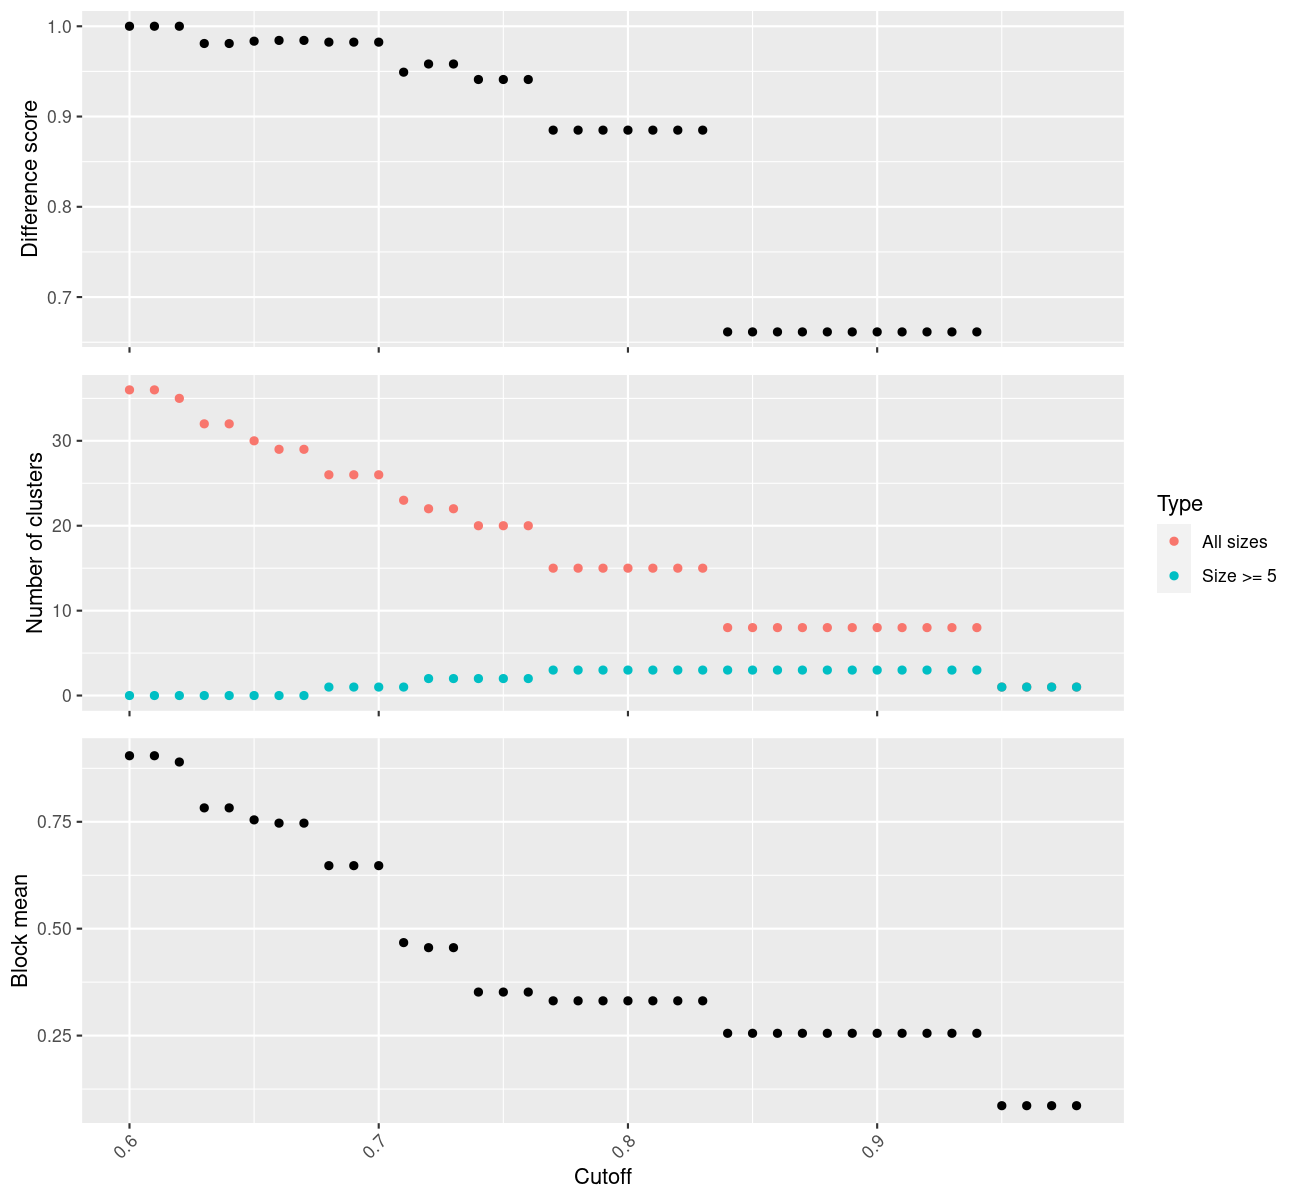 1.0
0.9
0.8
0.7
Difference score
30
20
10
0
Number of clusters
Type
All sizes
Size >= 5
0.75
0.50
0.25
Block mean
0.6
0.7
0.8
0.9
Cutoff